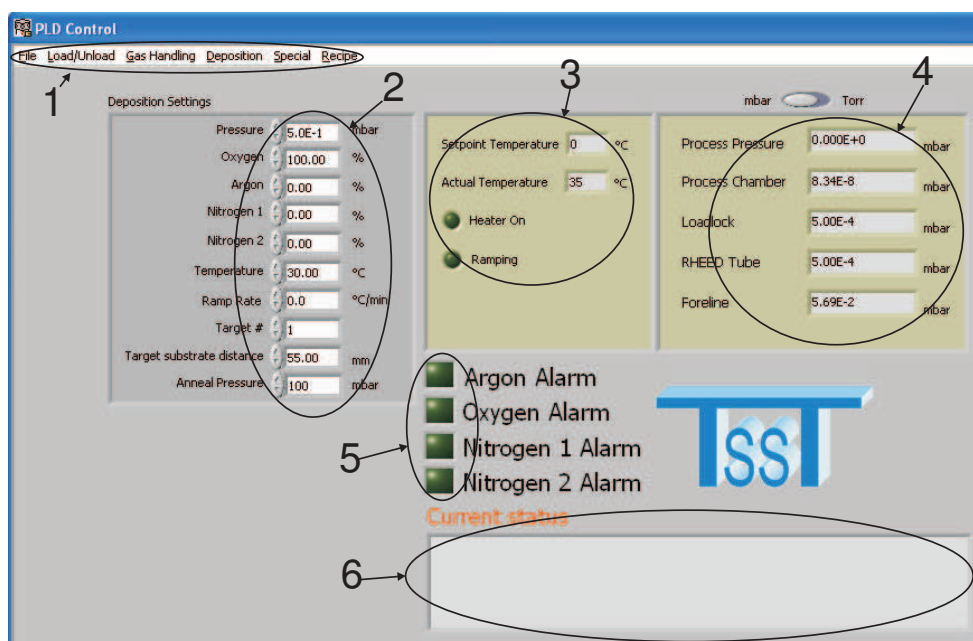 PLD Control
File Load/Unload Gas Handling Deposition Special Recipe
1
2
3
4
Deposition Settings
Pressure 5.0E-1 mbar
Oxygen 100.00 %
Argon 0.00 %
Nitrogen 1 0.00 %
Nitrogen 2 0.00 %
Temperature 30.00 °C
Ramp Rate 0.0 °C/min
Target # 1
Target substrate distance 55.00 mm
Anneal Pressure 100 mbar
Setpoint Temperature 0 °C
Actual Temperature 35 °C
Heater On
Ramping
mbar Torr
Process Pressure 0.000E+0 mbar
Process Chamber 8.34E-8 mbar
Loadlock 5.00E-4 mbar
RHEED Tube 5.00E-4 mbar
Foreline 5.69E-2 mbar
5
Argon Alarm
Oxygen Alarm
Nitrogen 1 Alarm
Nitrogen 2 Alarm
TSST
Current status
6